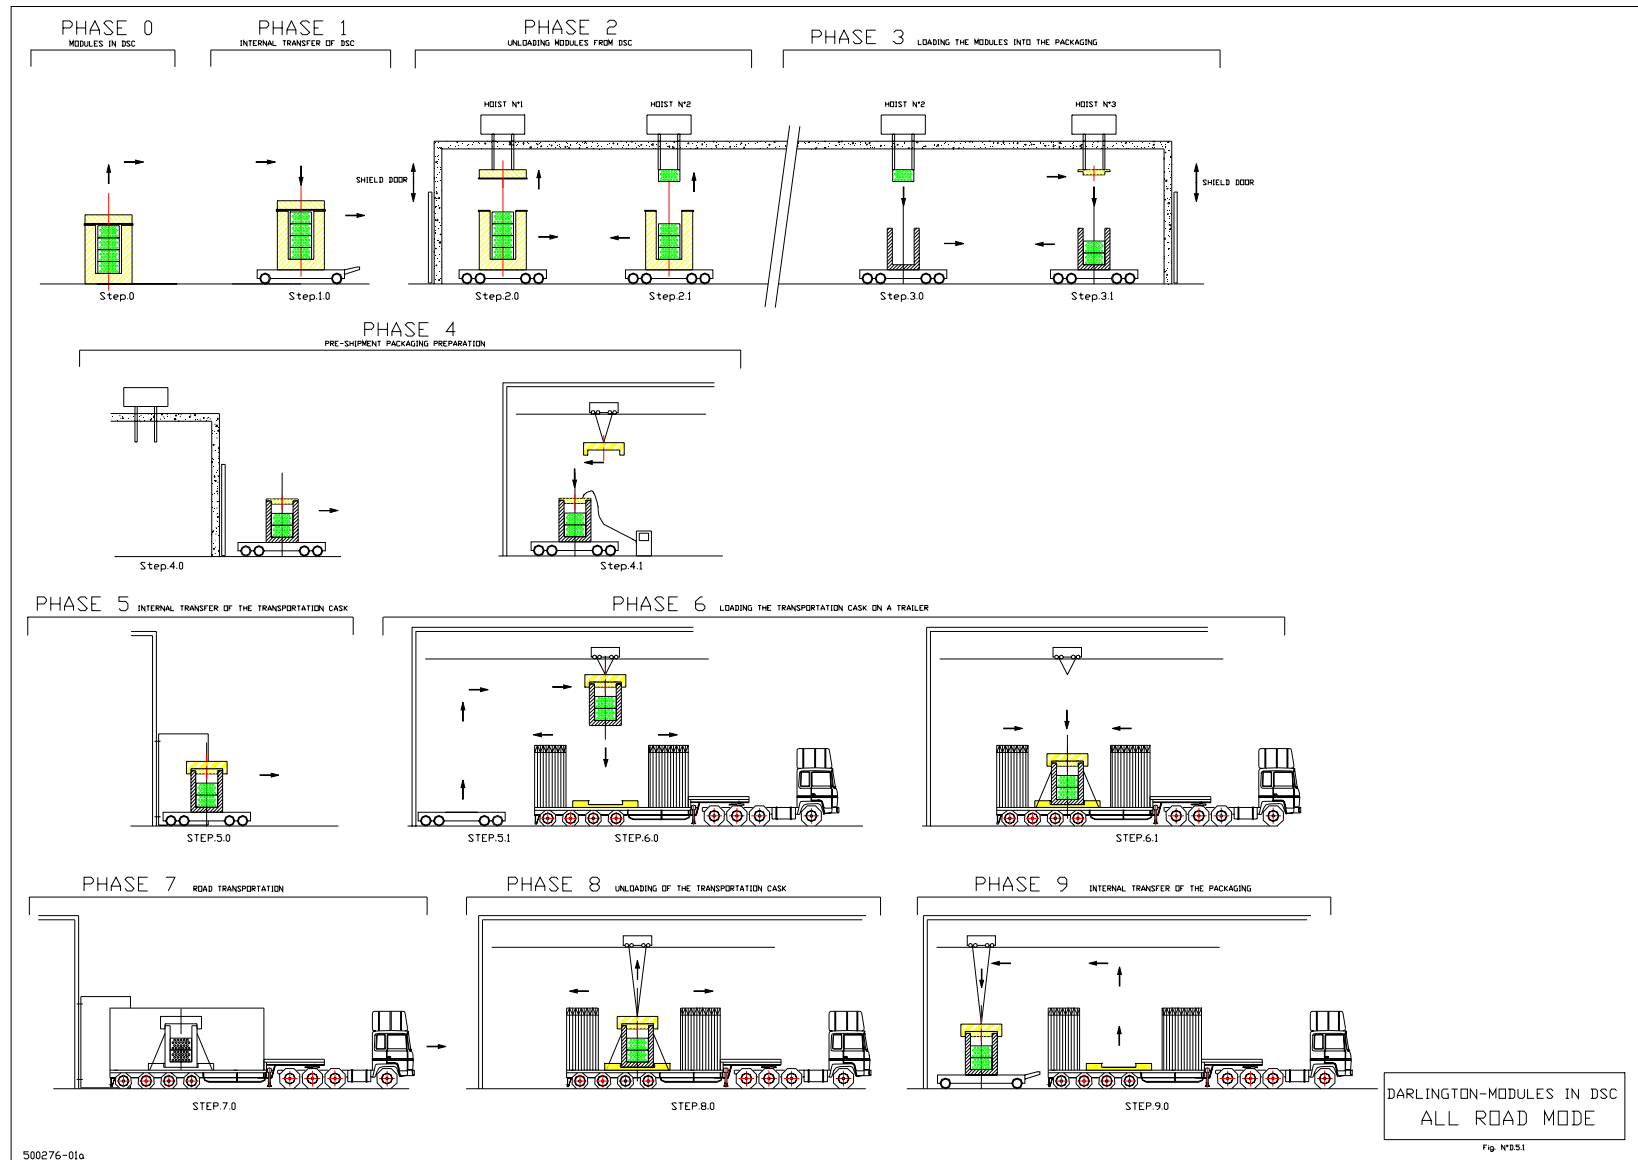 PHASE 0
MODULES IN DSC
PHASE 1
INTERNAL TRANSFER OF DSC
PHASE 2
UNLOADING MODULES FROM DSC
PHASE 3 LOADING THE MODULES INTO THE PACKAGING
HOIST N°1
HOIST N°2
HOIST N°2
HOIST N°3
SHIELD DOOR
SHIELD DOOR
Step.0
Step.1.0
Step.2.0
Step.2.1
Step.3.0
Step.3.1
PHASE 4
PRE-SHIPMENT PACKAGING PREPARATION
Step.4.0
Step.4.1
PHASE 5 INTERNAL TRANSFER OF THE TRANSPORTATION CASK
PHASE 6 LOADING THE TRANSPORTATION CASK ON A TRAILER
STEP.5.0
STEP.5.1
STEP.6.0
STEP.6.1
PHASE 7 ROAD TRANSPORTATION
PHASE 8 UNLOADING OF THE TRANSPORTATION CASK
PHASE 9 INTERNAL TRANSFER OF THE PACKAGING
STEP.7.0
STEP.8.0
STEP.9.0
DARLINGTON-MODULES IN DSC
ALL ROAD MODE
Fig. N°D.5.1
500276-01a